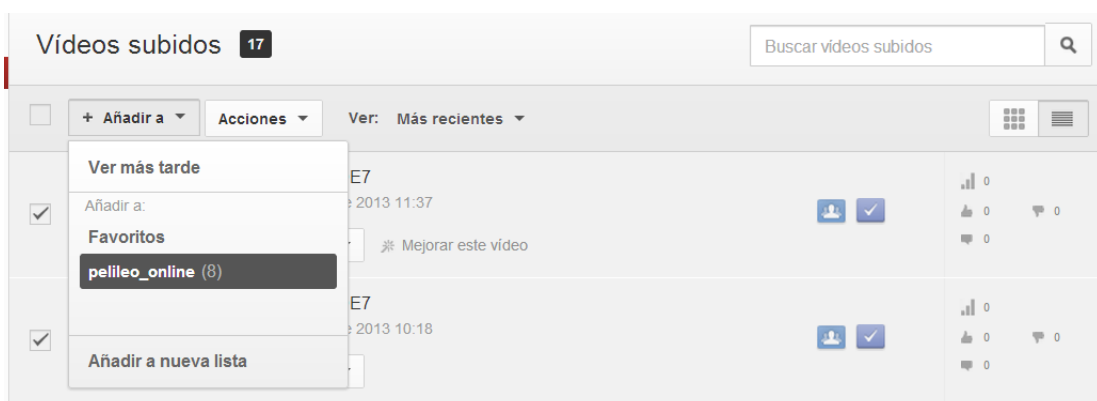 Vídeos subidos 17
Buscar vídeos subidos
+ Añadir a Acciones Ver: Más recientes
Ver más tarde
Añadir a:
Favoritos
pelileo_online (8)
Añadir a nueva lista
E7
2013 11:37
Mejorar este vídeo
0
0 0
0
E7
2013 10:18
0
0 0
0